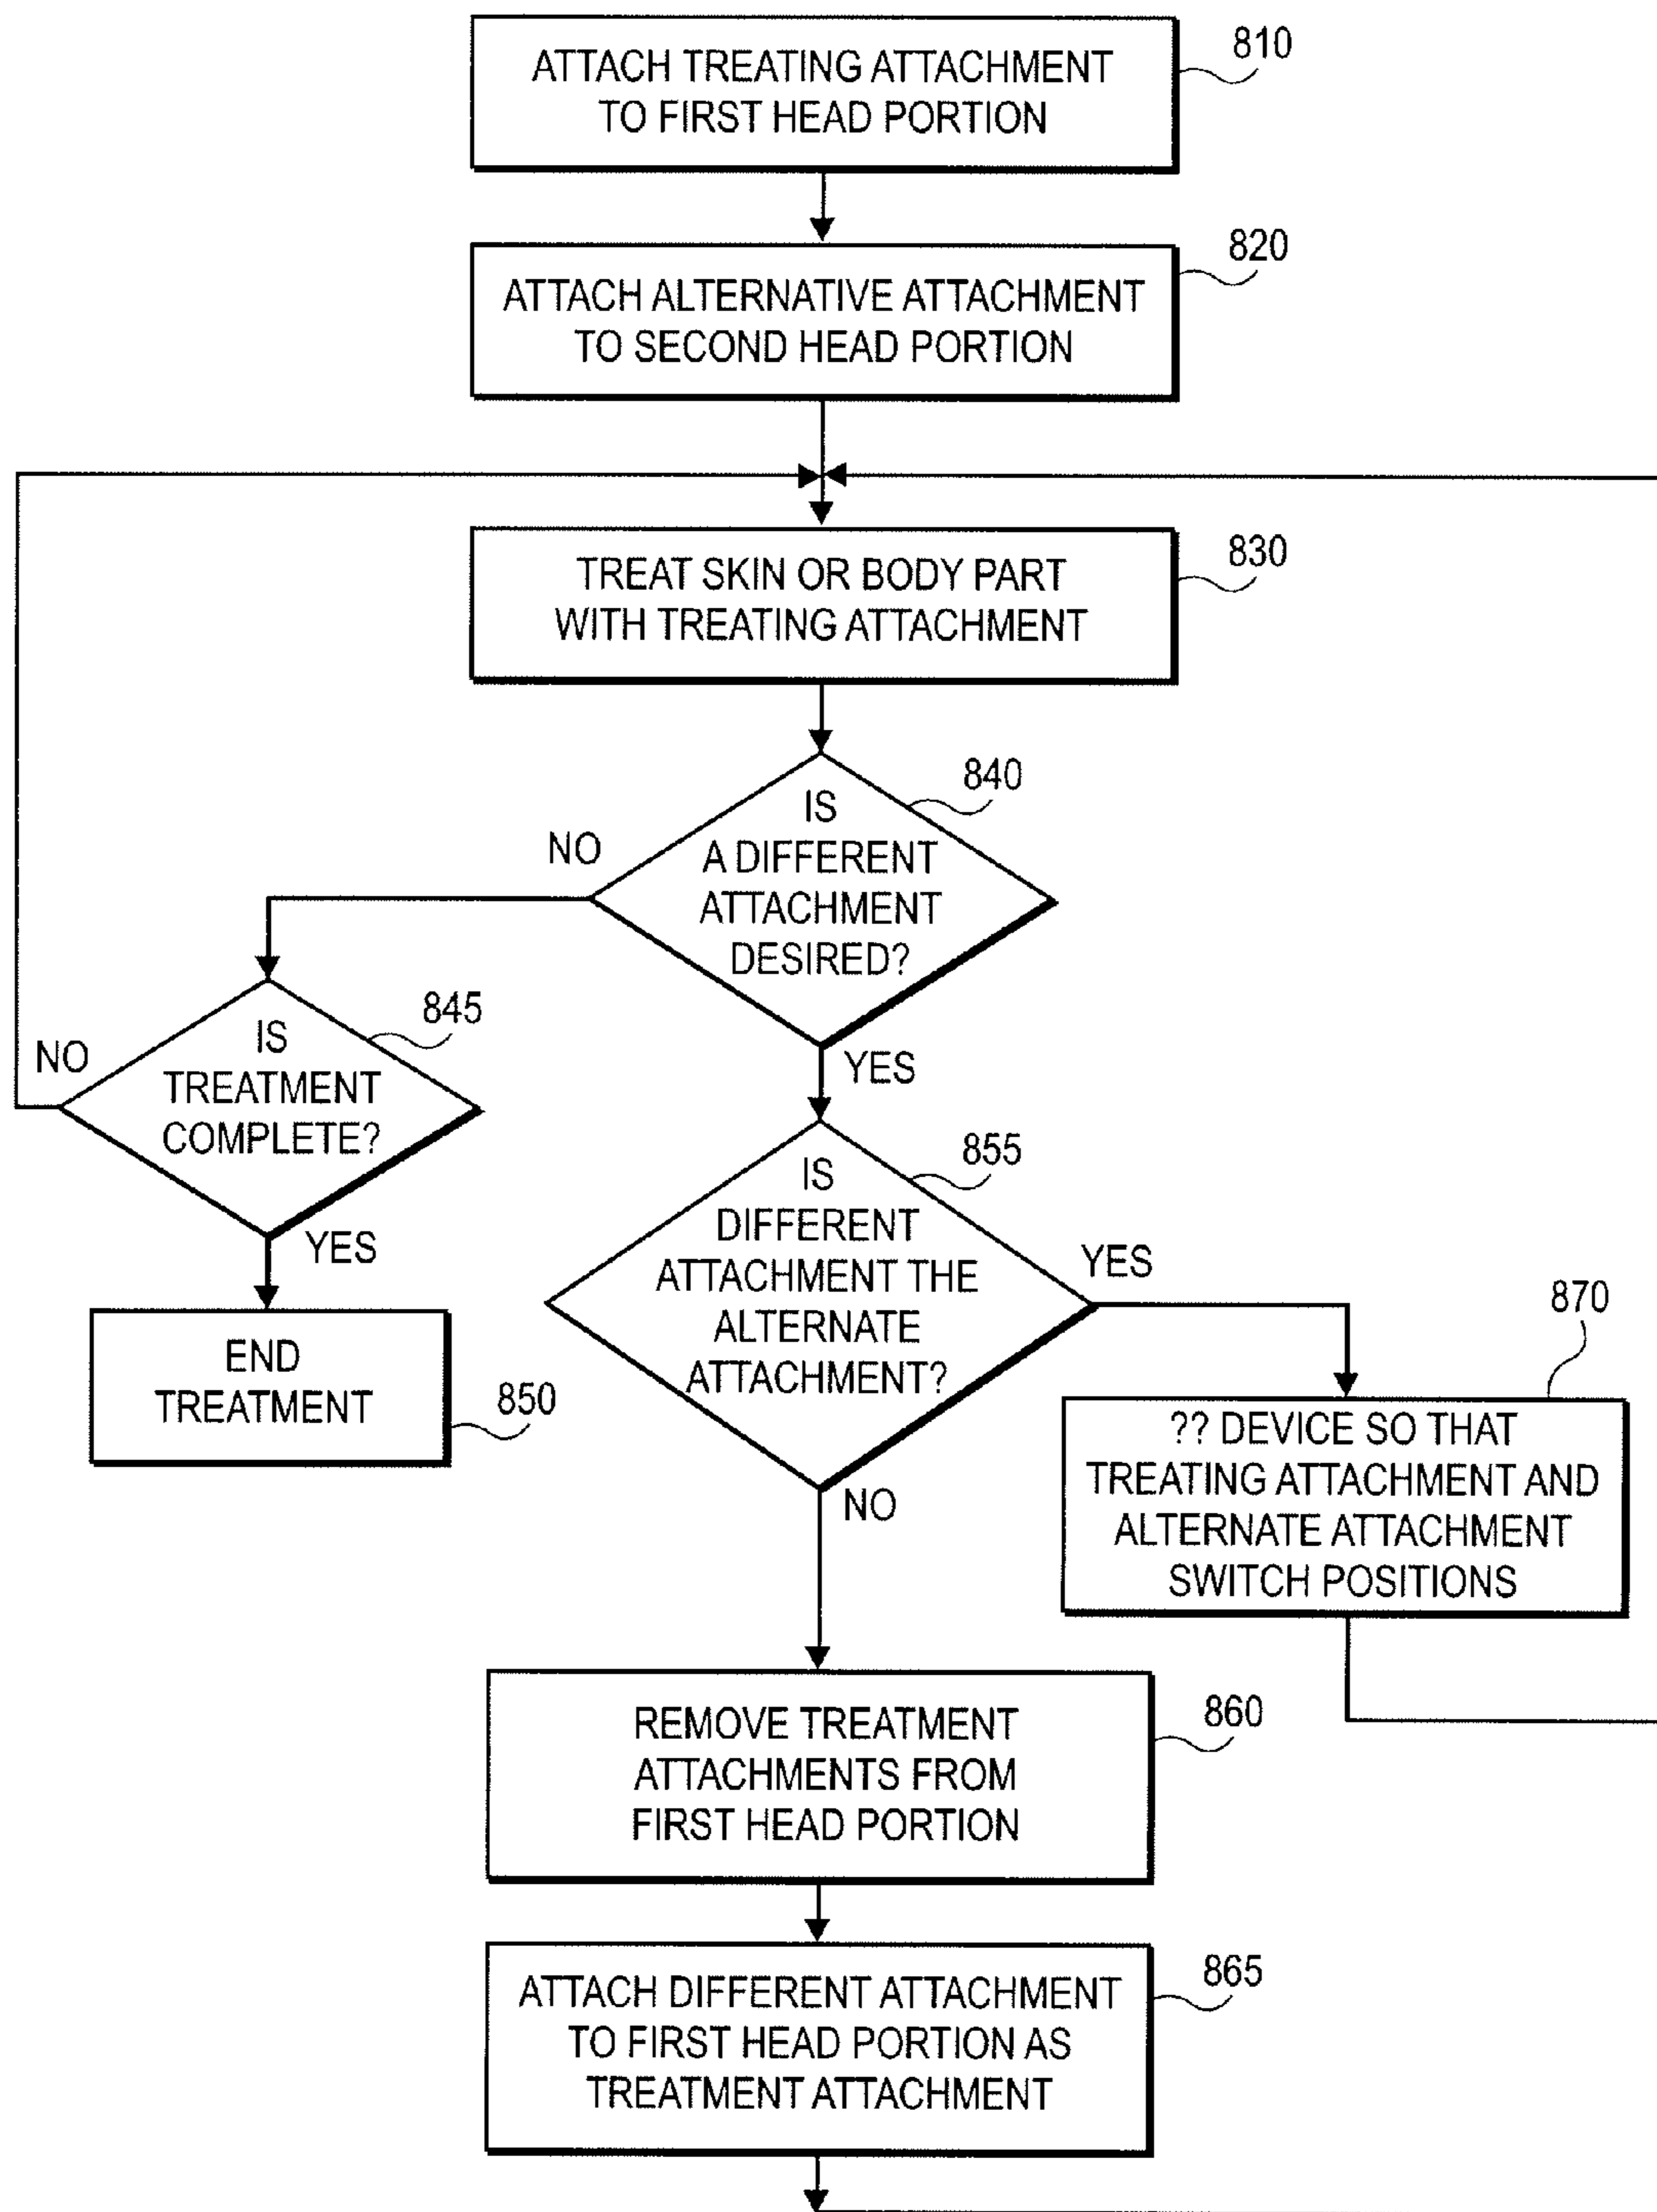 ATTACH TREATING ATTACHMENT
TO FIRST HEAD PORTION
810
ATTACH ALTERNATIVE ATTACHMENT
TO SECOND HEAD PORTION
820
TREAT SKIN OR BODY PART
WITH TREATING ATTACHMENT
830
IS
A DIFFERENT
ATTACHMENT
DESIRED?
840
NO
YES
IS
TREATMENT
COMPLETE?
845
NO
YES
END
TREATMENT
850
IS
DIFFERENT
ATTACHMENT THE
ALTERNATE
ATTACHMENT?
855
YES
NO
?? DEVICE SO THAT
TREATING ATTACHMENT AND
ALTERNATE ATTACHMENT
SWITCH POSITIONS
870
REMOVE TREATMENT
ATTACHMENTS FROM
FIRST HEAD PORTION
860
ATTACH DIFFERENT ATTACHMENT
TO FIRST HEAD PORTION AS
TREATMENT ATTACHMENT
865